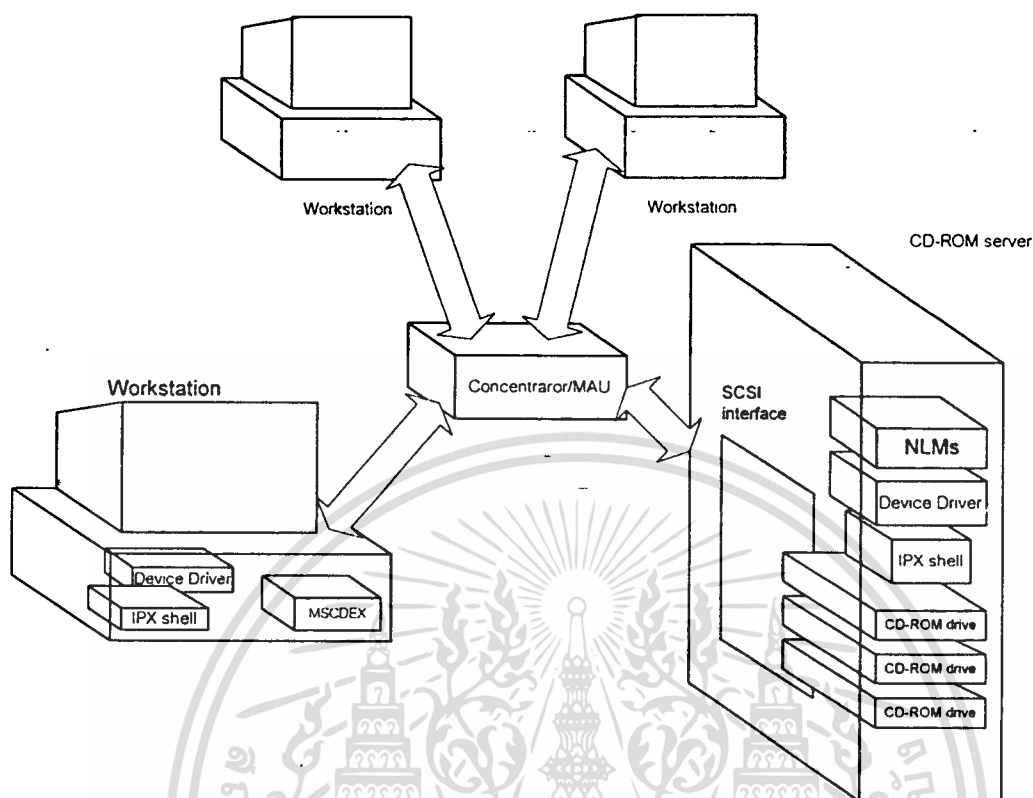 Workstation
Workstation
CD-ROM server
Concentraror/MAU
SCSI
interface
Workstation
NLMs
Device Driver
IPX shell
CD-ROM drive
CD-ROM drive
CD-ROM drive
Device Driver
IPX shell
MSCDEX